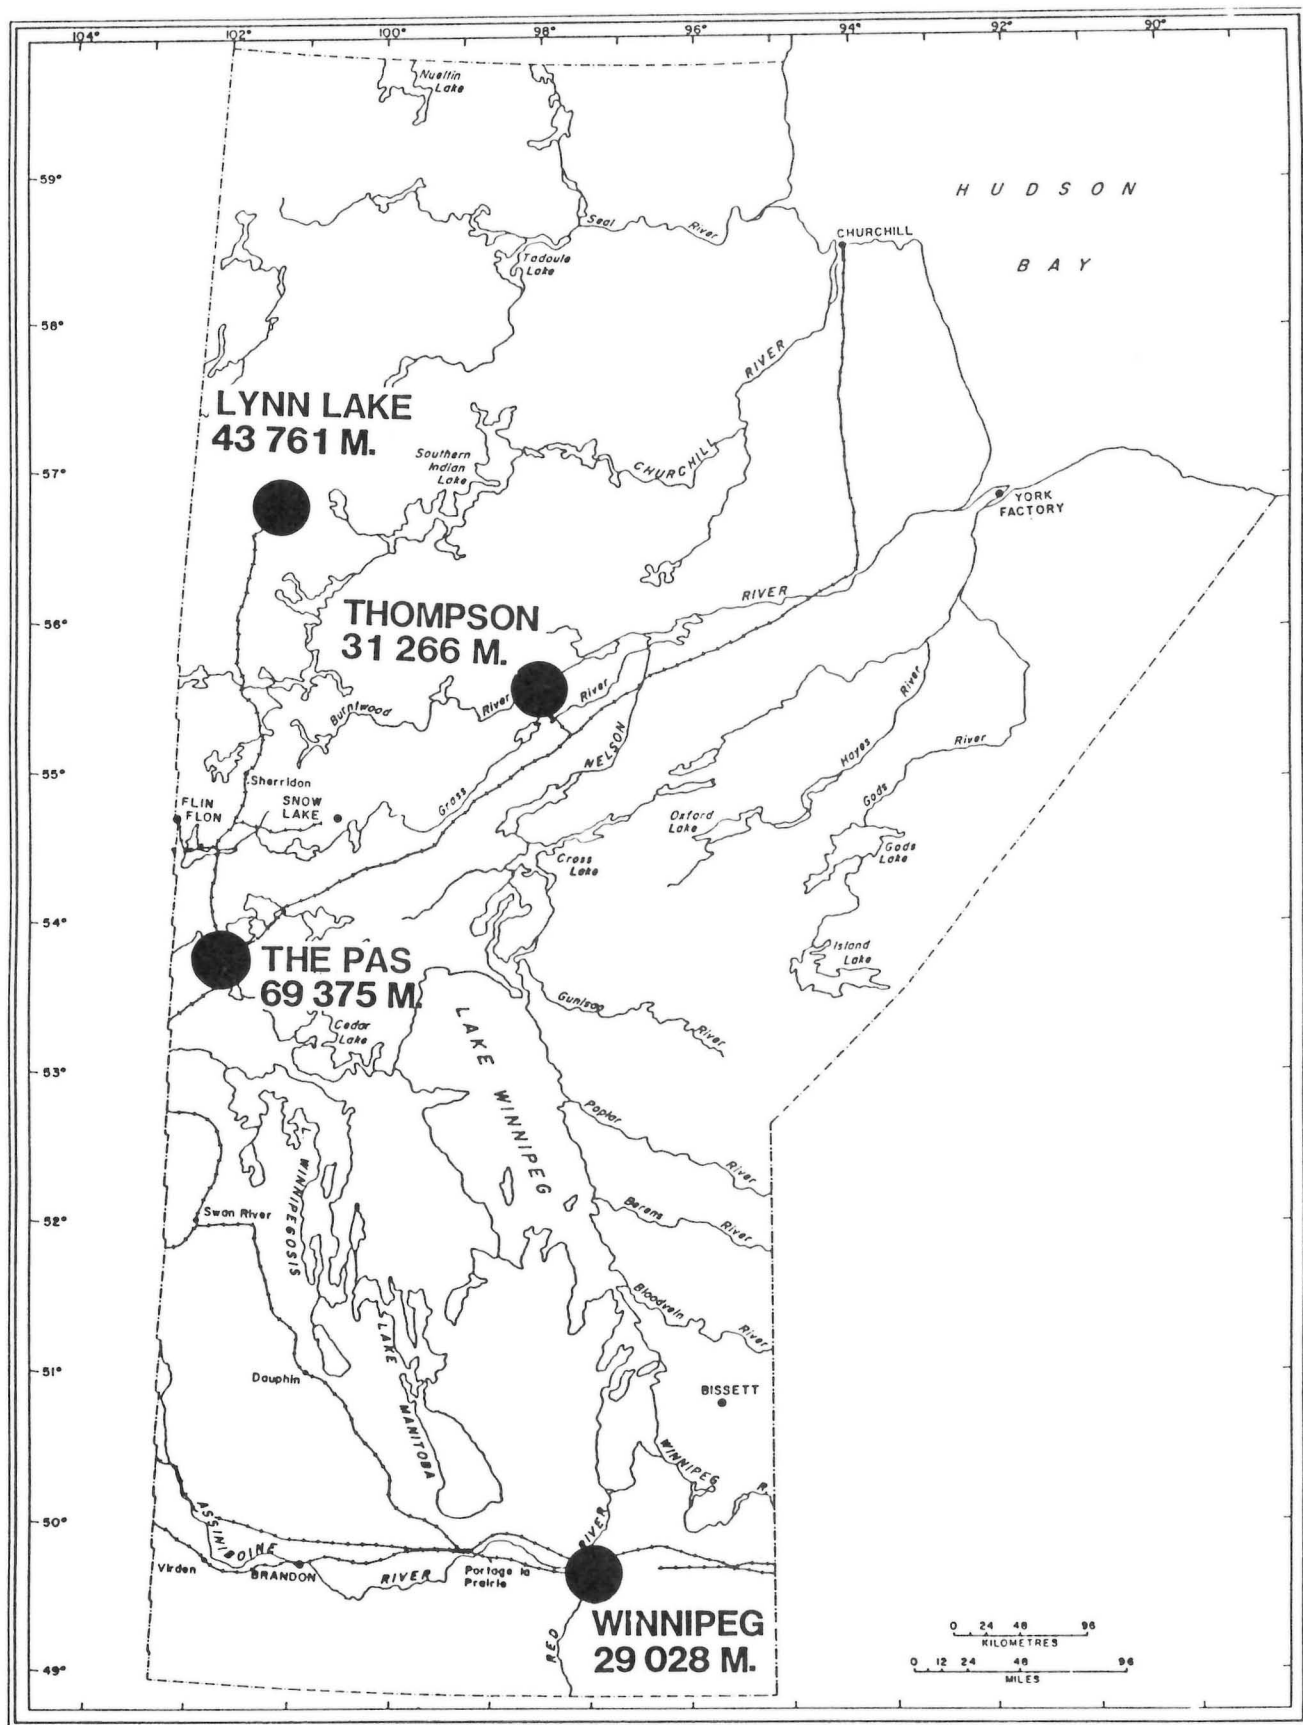 104°
102°
100°
98°
96°
94°
92°
90°
Nueltin
Lake
59°
HUDSON
Seal
River
CHURCHILL
Tadoule
Lake
BAY
58°
RIVER
LYNN LAKE
43 761 M.
CHURCHILL
Southern
Indian
Lake
57°
YORK
FACTORY
RIVER
THOMPSON
31 266 M.
56°
River
River
River
Burntwood
NELSON
Hayes
River
55°
Sherridon
FLIN
FLON
SNOW
LAKE
Grass
Gods
Oxford
Lake
Gods
Lake
Cross
Lake
54°
THE PAS
69 375 M.
Island
Lake
Gunisao
River
Cedar
Lake
LAKE
WINNIPEG
53°
Poplar
River
L. WINNIPEGOSIS
Swan River
52°
Berens
River
Bloodvein
River
LAKE
MANITOBA
51°
Dauphin
BISSETT
WINNIPEG
R.
50°
ASSINIBOINE
RIVER
RIVER
Virden
BRANDON
Portage la
Prairie
WINNIPEG
29 028 M.
RED
49°
0 24 48 96
KILOMETRES
0 12 24 48 96
MILES